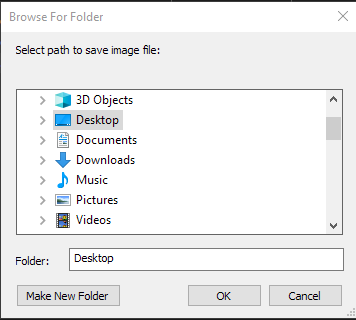 Browse For Folder
Select path to save image file:
3D Objects
Desktop
Documents
Downloads
Music
Pictures
Videos
Folder: Desktop
Make New Folder OK Cancel